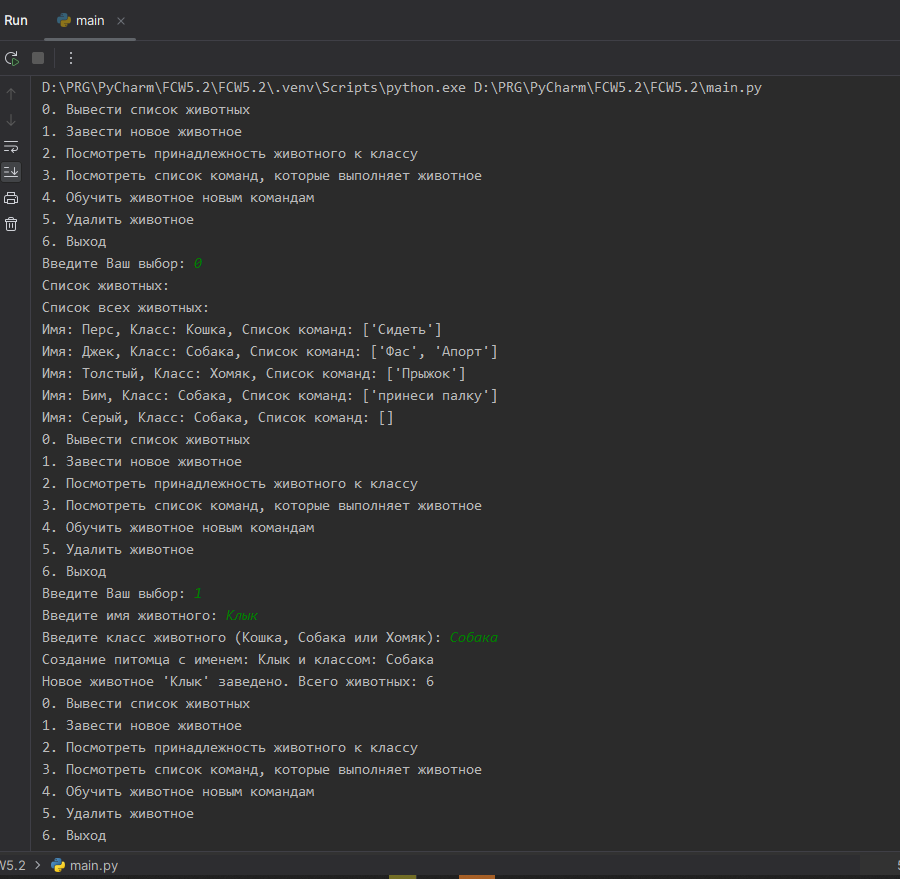 Run main
D:\PRG\PyCharm\FCW5.2\FCW5.2\.venv\Scripts\python.exe D:\PRG\PyCharm\FCW5.2\FCW5.2\main.py
0. Вывести список животных
1. Завести новое животное
2. Посмотреть принадлежность животного к классу
3. Посмотреть список команд, которые выполняет животное
4. Обучить животное новым командам
5. Удалить животное
6. Выход
Введите Ваш выбор: 0
Список животных:
Список всех животных:
Имя: Перс, Класс: Кошка, Список команд: ['Сидеть']
Имя: Джек, Класс: Собака, Список команд: ['Фас', 'Апорт']
Имя: Толстый, Класс: Хомяк, Список команд: ['Прыжок']
Имя: Бим, Класс: Собака, Список команд: ['принеси палку']
Имя: Серый, Класс: Собака, Список команд: []
0. Вывести список животных
1. Завести новое животное
2. Посмотреть принадлежность животного к классу
3. Посмотреть список команд, которые выполняет животное
4. Обучить животное новым командам
5. Удалить животное
6. Выход
Введите Ваш выбор: 1
Введите имя животного: Клык
Введите класс животного (Кошка, Собака или Хомяк): Собака
Создание питомца с именем: Клык и классом: Собака
Новое животное 'Клык' заведено. Всего животных: 6
0. Вывести список животных
1. Завести новое животное
2. Посмотреть принадлежность животного к классу
3. Посмотреть список команд, которые выполняет животное
4. Обучить животное новым командам
5. Удалить животное
6. Выход
W5.2 > main.py